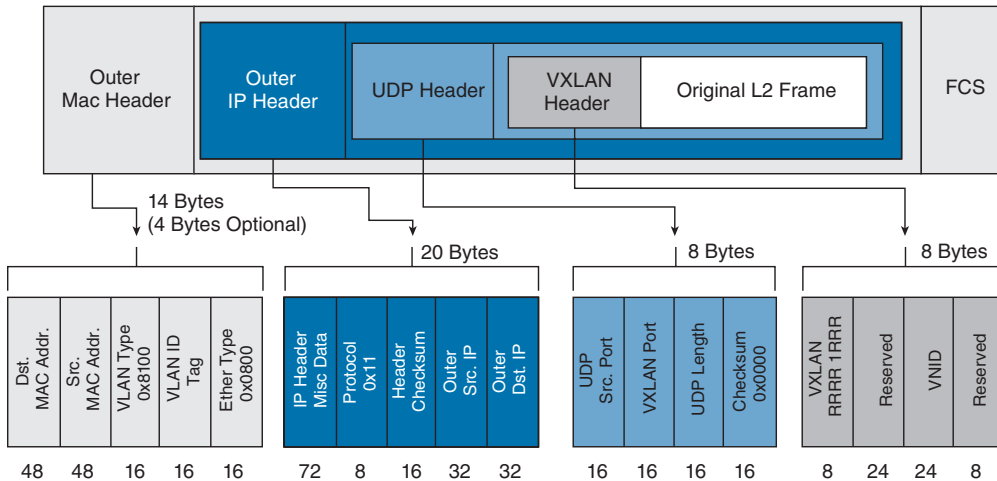 Outer
Mac Header
Outer
IP Header
UDP Header
VXLAN
Header
Original L2 Frame
FCS
14 Bytes
(4 Bytes Optional)
20 Bytes
8 Bytes
8 Bytes
Dst.
MAC Addr.
Src.
MAC Addr.
VLAN Type
0x8100
VLAN ID
Tag
Ether Type
0x0800
IP Header
Misc Data
Protocol
0x11
Header
Checksum
Outer
Src. IP
Outer
Dst. IP
UDP
Src. Port
VXLAN Port
UDP Length
Checksum
0x0000
VXLAN
RRRR 1RRR
Reserved
VNID
Reserved
48 48 16 16 16 72 8 16 32 32 16 16 16 16 8 24 24 8